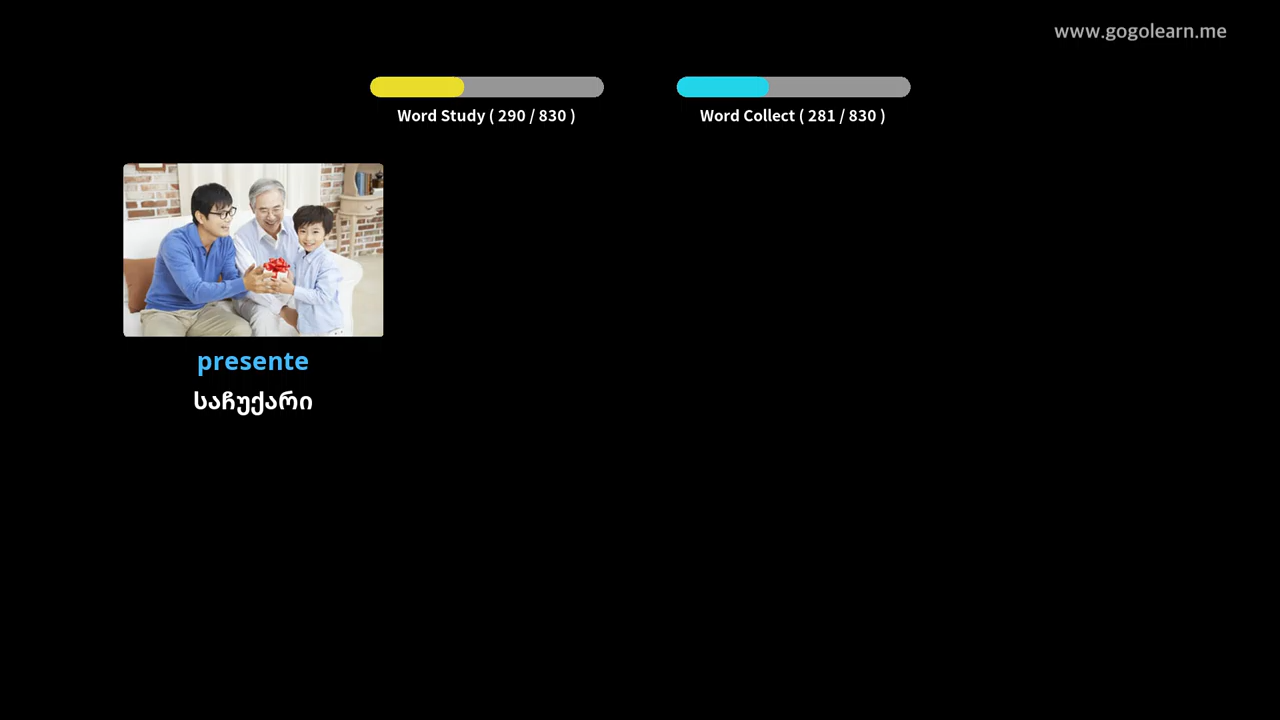 www.gogolearn.me
Word Study ( 290 / 830 )
Word Collect ( 281 / 830 )
presente
საჩუქარი